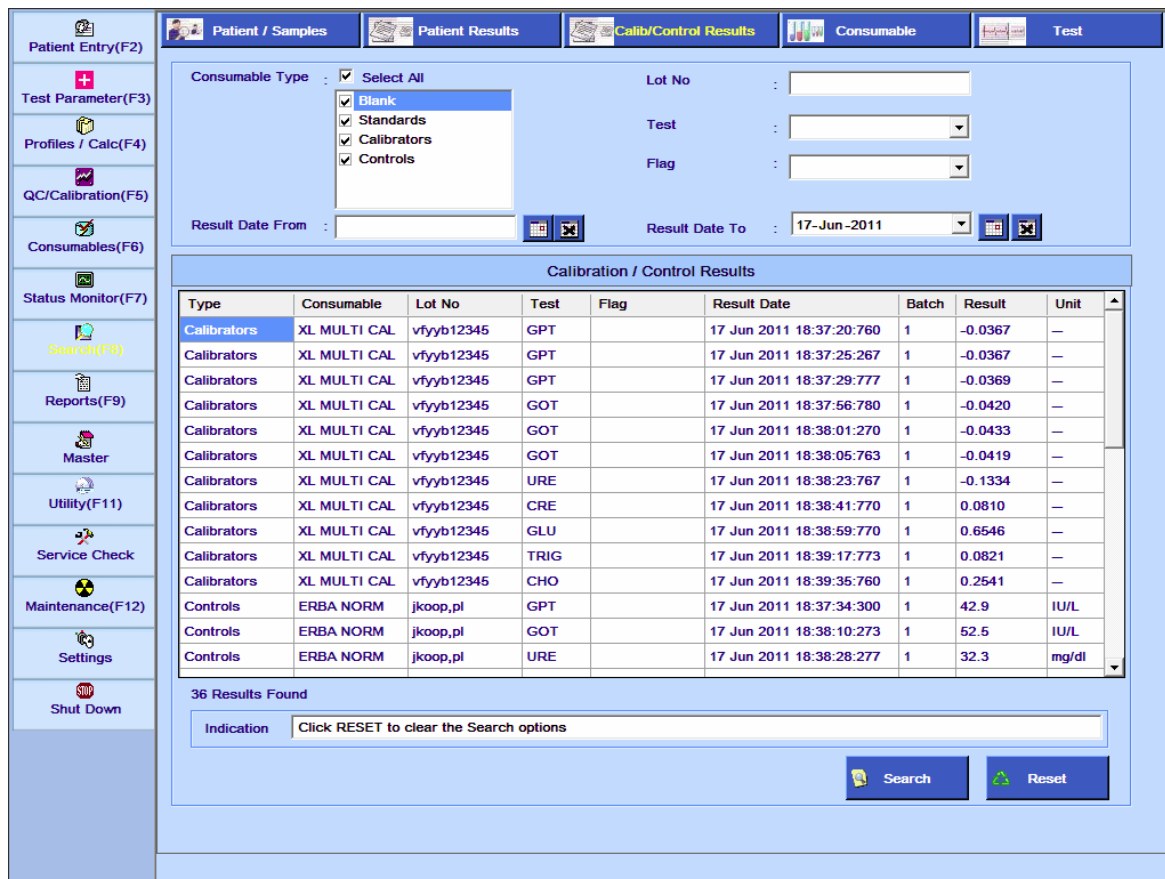 Patient Entry(F2)
Test Parameter(F3)
Profiles / Calc(F4)
QC/Calibration(F5)
Consumables(F6)
Status Monitor(F7)
Search(F8)
Reports(F9)
Master
Utility(F11)
Service Check
Maintenance(F12)
Settings
STOP
Shut Down
Patient / Samples Patient Results Calib/Control Results Consumable Test
Consumable Type : Select All
Blank
Standards
Calibrators
Controls
Lot No :
Test :
Flag :
Result Date From : Result Date To : 17-Jun-2011
Calibration / Control Results
Type Consumable Lot No Test Flag Result Date Batch Result Unit
Calibrators XL MULTI CAL vfyyb12345 GPT 17 Jun 2011 18:37:20:760 1 -0.0367 –
Calibrators XL MULTI CAL vfyyb12345 GPT 17 Jun 2011 18:37:25:267 1 -0.0367 –
Calibrators XL MULTI CAL vfyyb12345 GPT 17 Jun 2011 18:37:29:777 1 -0.0369 –
Calibrators XL MULTI CAL vfyyb12345 GOT 17 Jun 2011 18:37:56:780 1 -0.0420 –
Calibrators XL MULTI CAL vfyyb12345 GOT 17 Jun 2011 18:38:01:270 1 -0.0433 –
Calibrators XL MULTI CAL vfyyb12345 GOT 17 Jun 2011 18:38:05:763 1 -0.0419 –
Calibrators XL MULTI CAL vfyyb12345 URE 17 Jun 2011 18:38:23:767 1 -0.1334 –
Calibrators XL MULTI CAL vfyyb12345 CRE 17 Jun 2011 18:38:41:770 1 0.0810 –
Calibrators XL MULTI CAL vfyyb12345 GLU 17 Jun 2011 18:38:59:770 1 0.6546 –
Calibrators XL MULTI CAL vfyyb12345 TRIG 17 Jun 2011 18:39:17:773 1 0.0821 –
Calibrators XL MULTI CAL vfyyb12345 CHO 17 Jun 2011 18:39:35:760 1 0.2541 –
Controls ERBA NORM jkoop,pl GPT 17 Jun 2011 18:37:34:300 1 42.9 IU/L
Controls ERBA NORM jkoop,pl GOT 17 Jun 2011 18:38:10:273 1 52.5 IU/L
Controls ERBA NORM jkoop,pl URE 17 Jun 2011 18:38:28:277 1 32.3 mg/dl
36 Results Found
Indication Click RESET to clear the Search options
Search Reset